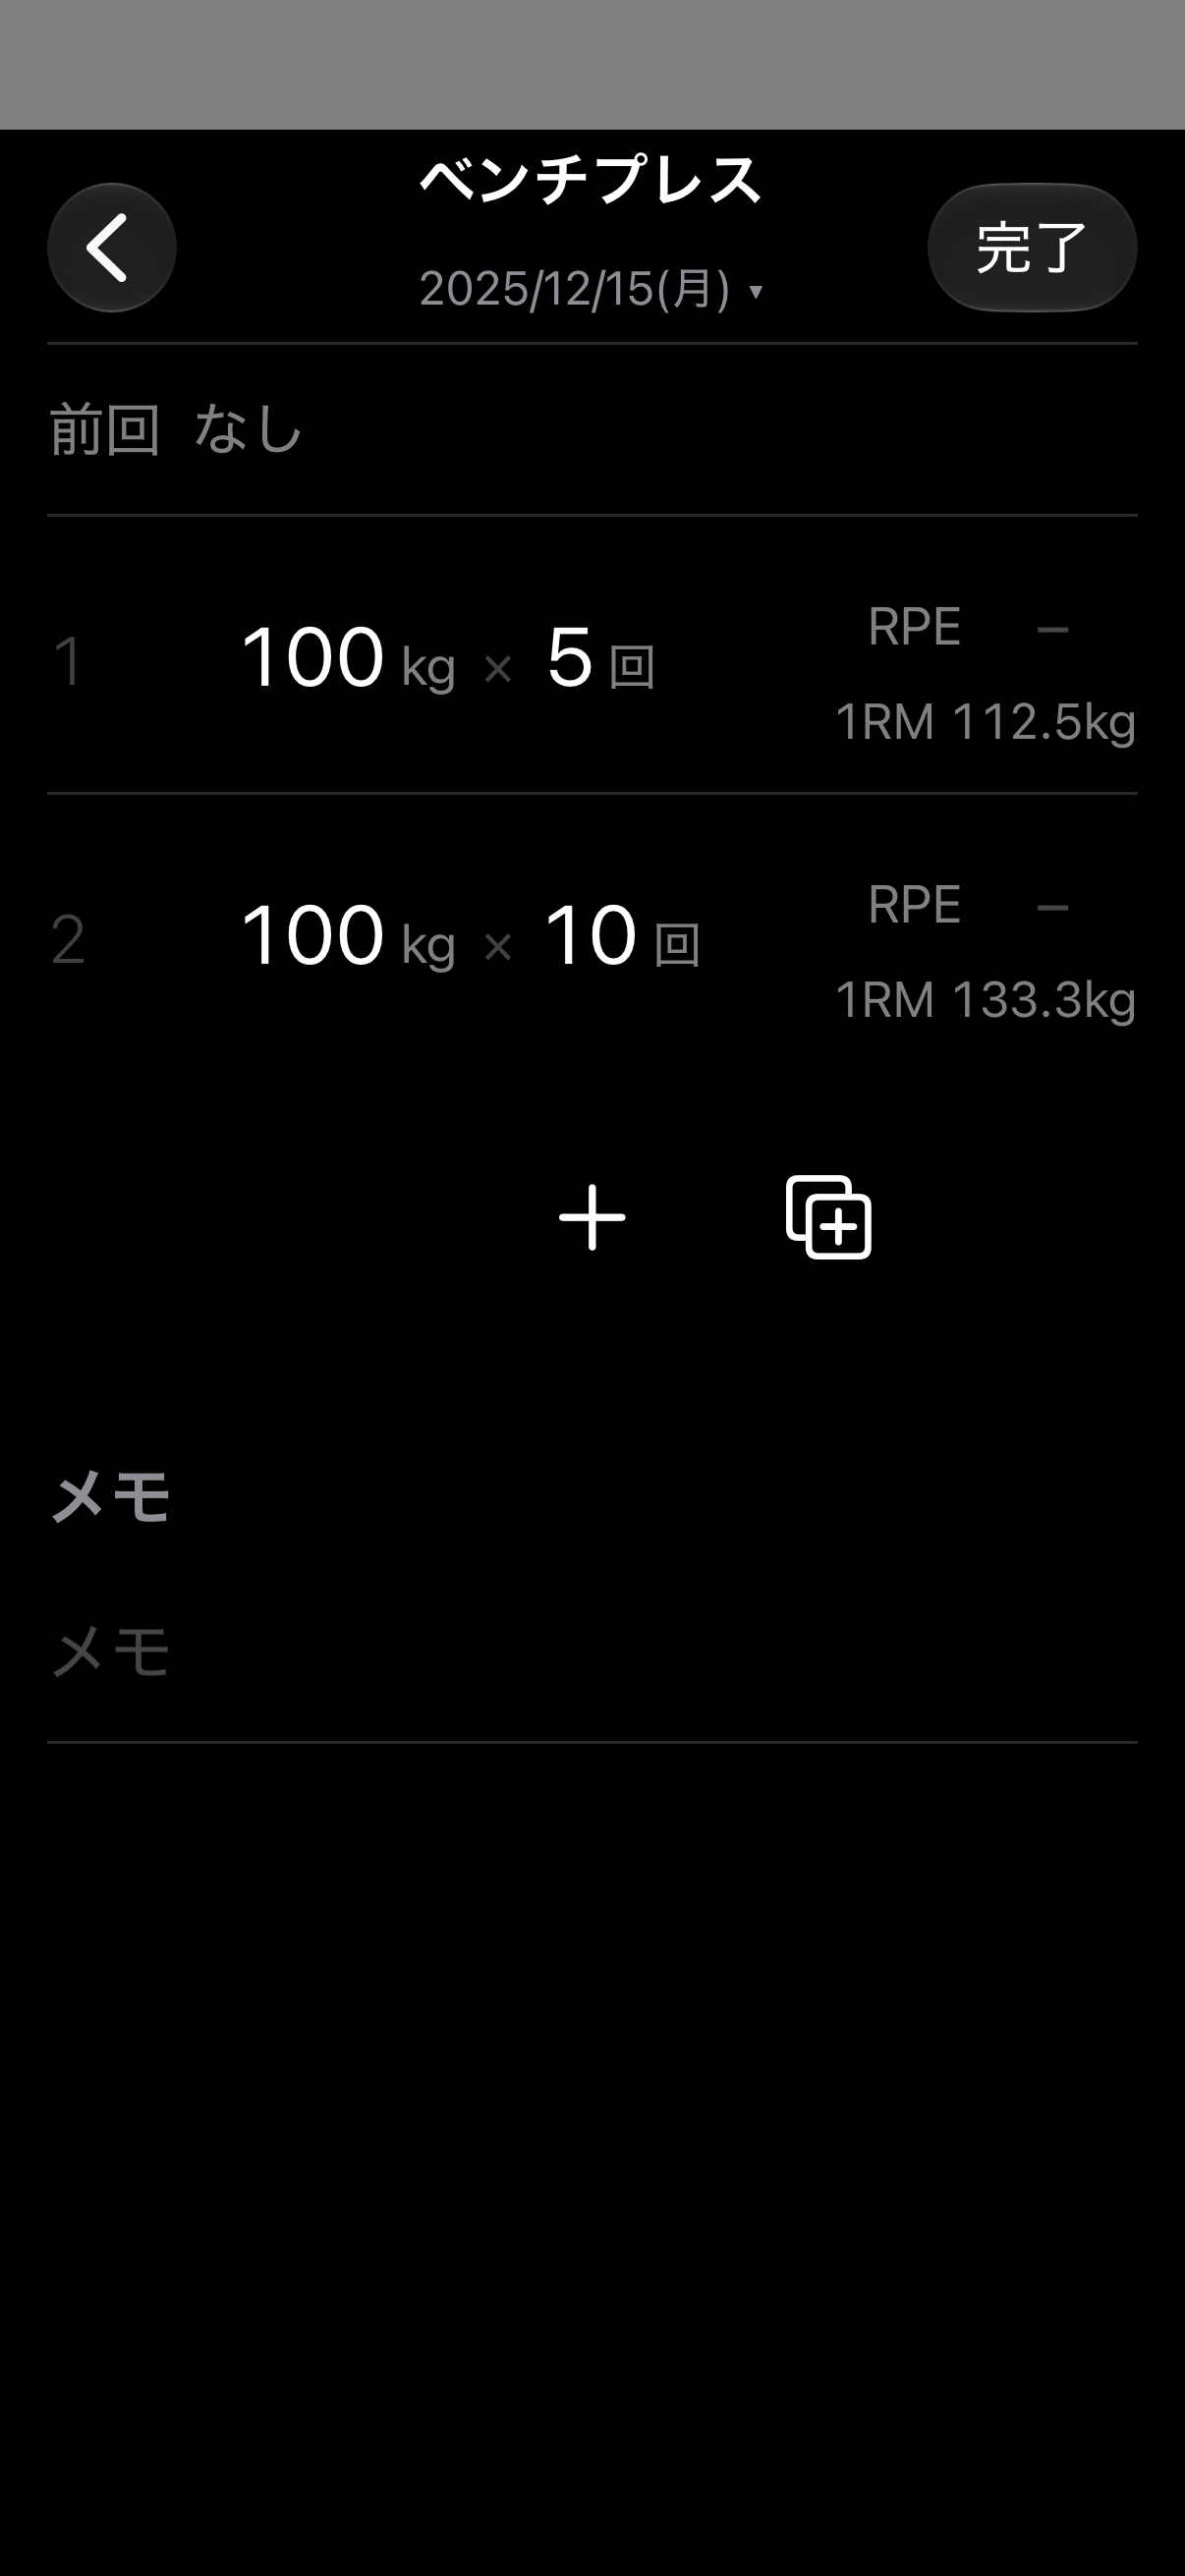 ベンチプレス
2025/12/15(月) ▼
完了
前回 なし
1 100 kg × 5 回 RPE –
1RM 112.5kg
2 100 kg × 10 回 RPE –
1RM 133.3kg
メモ
メモ